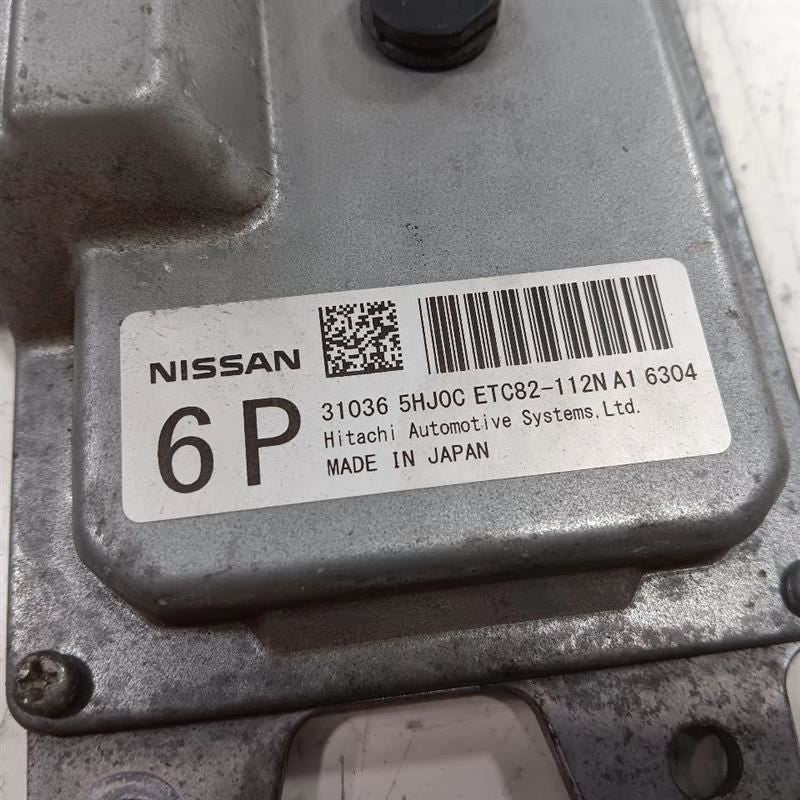 NISSAN
6P
31036 5HJ0C ETC82-112N A1 6304
Hitachi Automotive Systems,Ltd.
MADE IN JAPAN